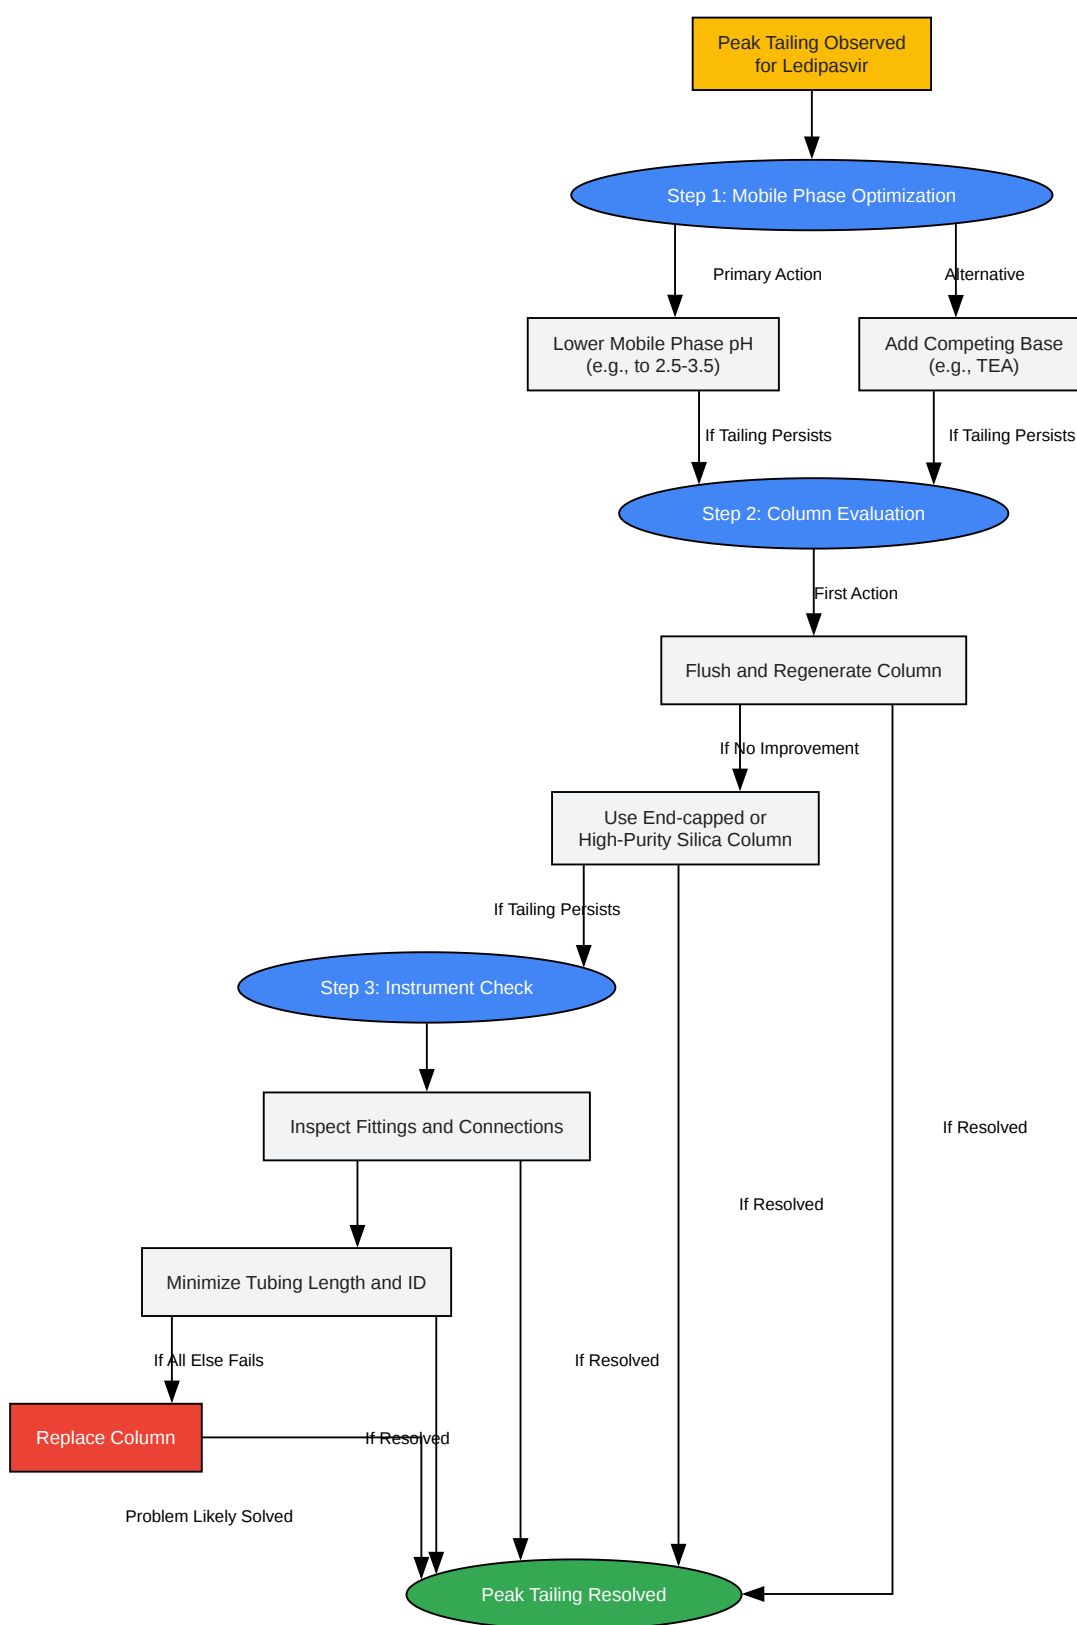 Peak Tailing Observed
for Ledipasvir
Step 1: Mobile Phase Optimization
Primary Action
Alternative
Lower Mobile Phase pH
(e.g., to 2.5-3.5)
Add Competing Base
(e.g., TEA)
If Tailing Persists
If Tailing Persists
Step 2: Column Evaluation
First Action
Flush and Regenerate Column
If No Improvement
Use End-capped or
High-Purity Silica Column
If Tailing Persists
Step 3: Instrument Check
Inspect Fittings and Connections
If Resolved
If Resolved
Minimize Tubing Length and ID
If All Else Fails
If Resolved
Replace Column
If Resolved
Problem Likely Solved
Peak Tailing Resolved